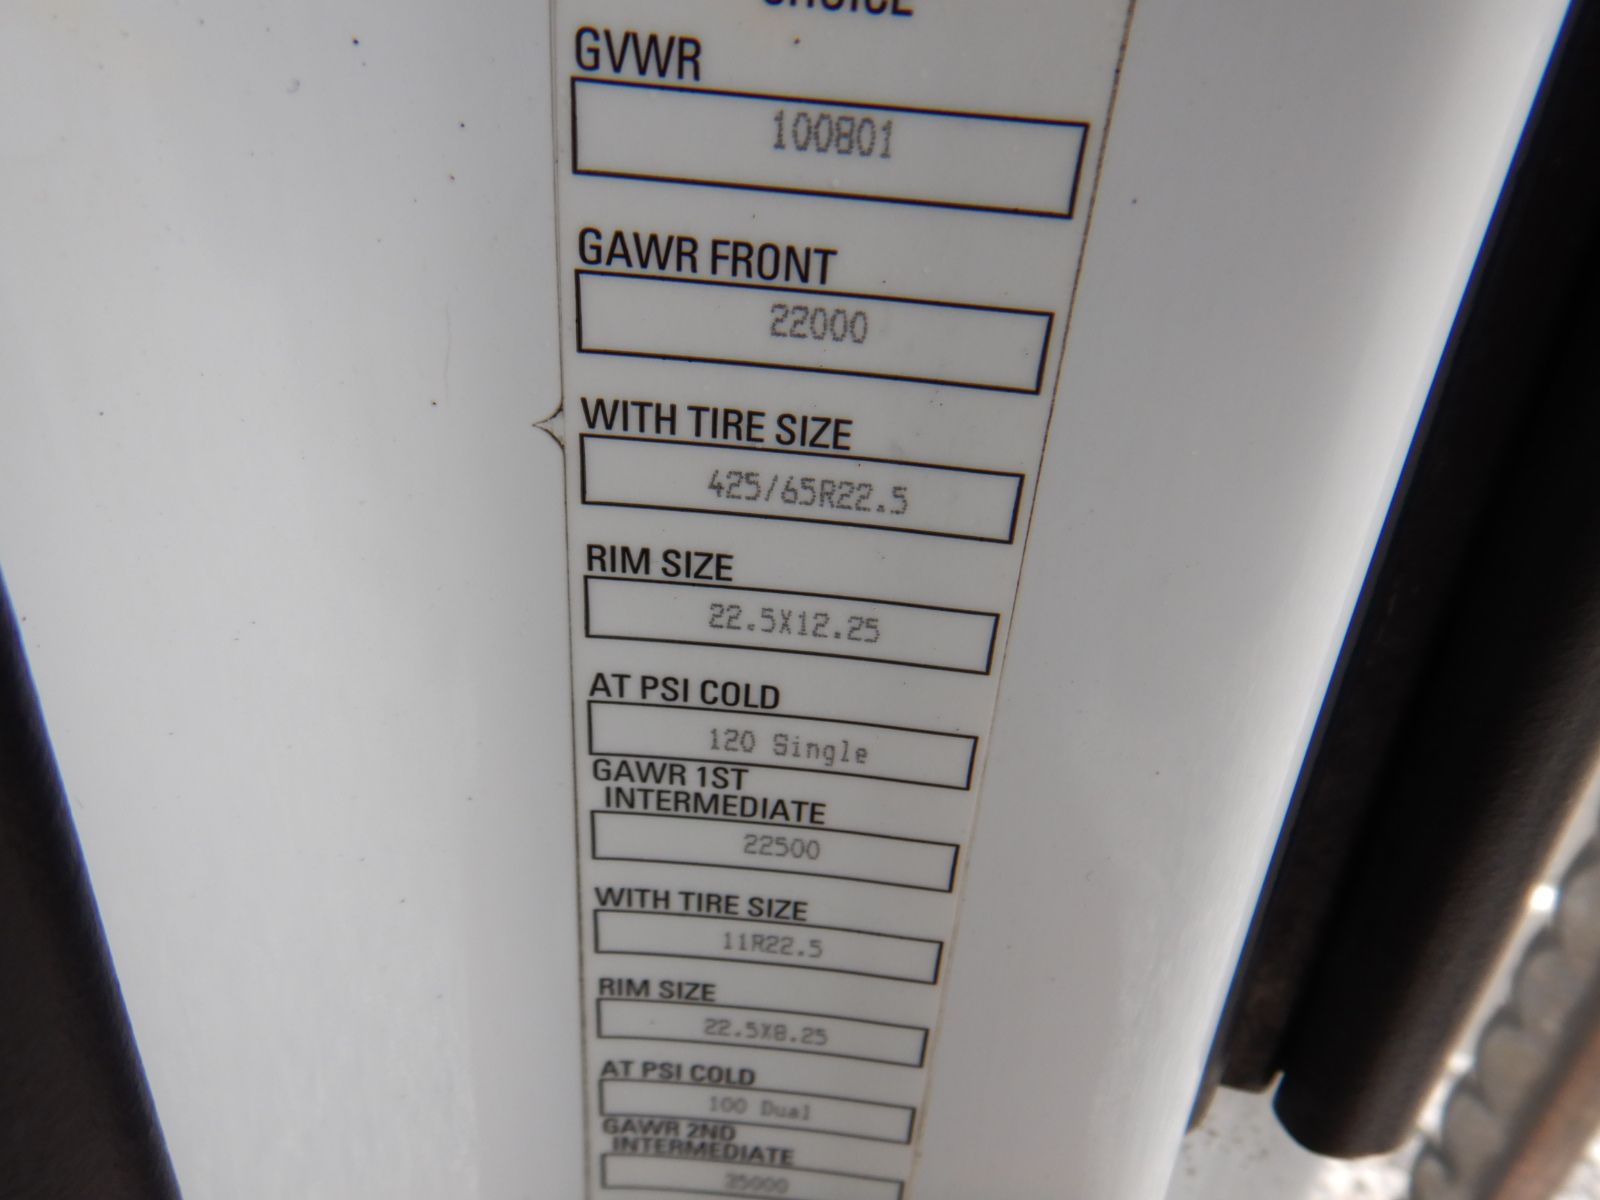 CHOICE
GVWR
100801
GAWR FRONT
22000
WITH TIRE SIZE
425/65R22.5
RIM SIZE
22.5X12.25
AT PSI COLD
120 Single
GAWR 1ST
INTERMEDIATE
22500
WITH TIRE SIZE
11R22.5
RIM SIZE
22.5X8.25
AT PSI COLD
100 Dual
GAWR 2ND
INTERMEDIATE